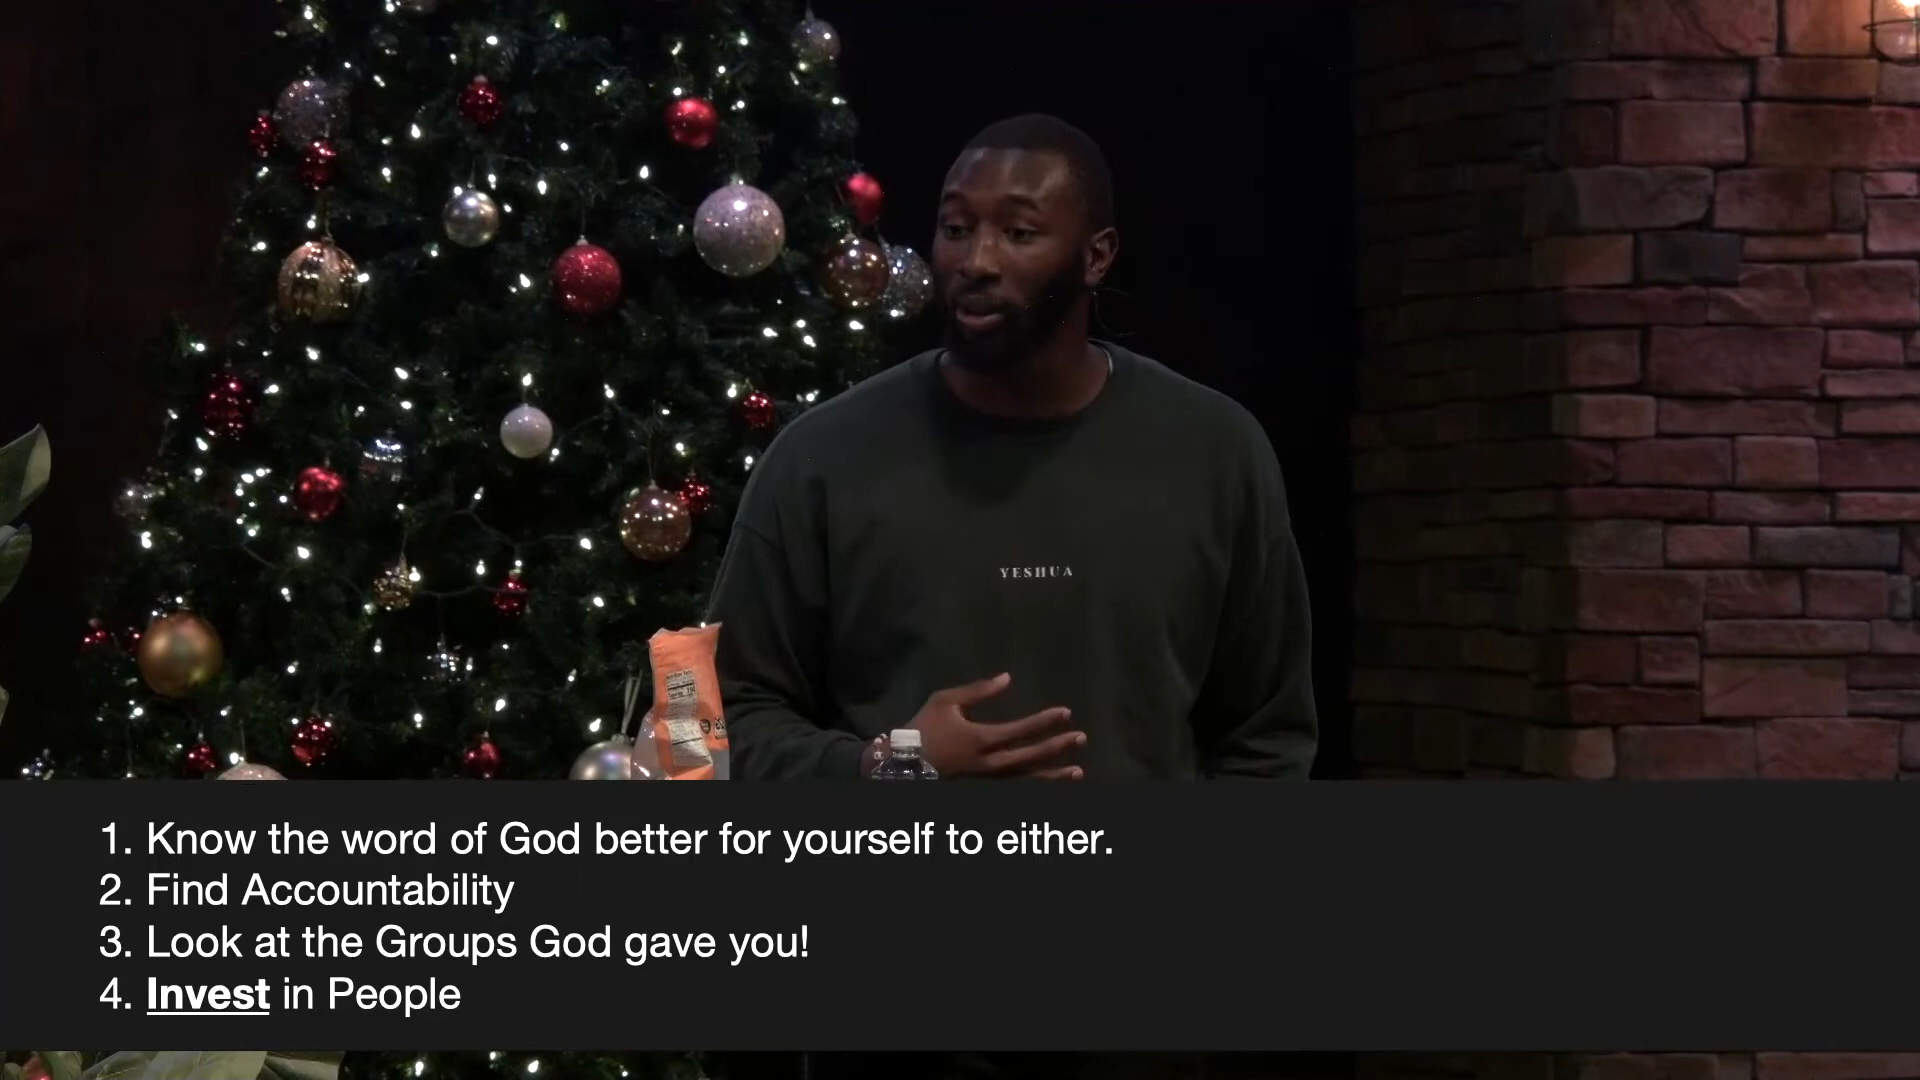 YESHUA
1. Know the word of God better for yourself to either.
2. Find Accountability
3. Look at the Groups God gave you!
4. Invest in People